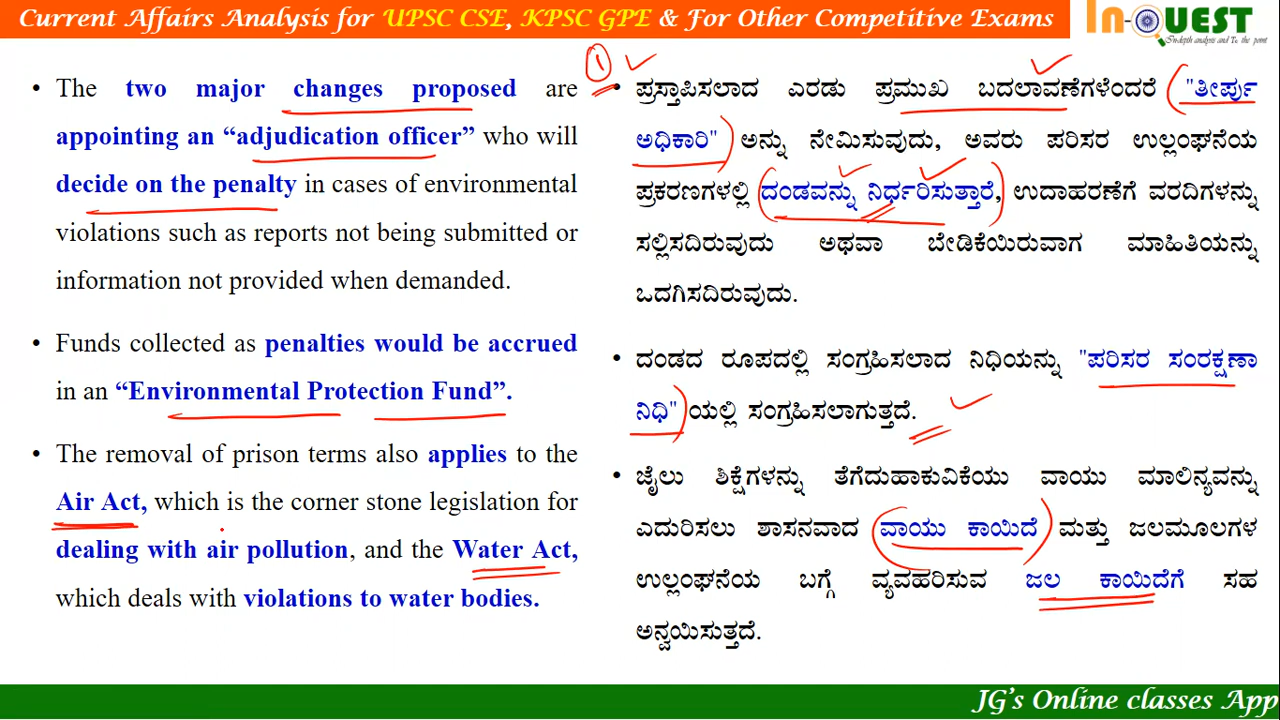 Current Affairs Analysis for UPSC CSE, KPSC GPE & For Other Competitive Exams
In-QUEST
In-depth analysis and To the point
• The two major changes proposed are
appointing an “adjudication officer” who will
decide on the penalty in cases of environmental
violations such as reports not being submitted or
information not provided when demanded.
• Funds collected as penalties would be accrued
in an “Environmental Protection Fund”.
• The removal of prison terms also applies to the
Air Act, which is the corner stone legislation for
dealing with air pollution, and the Water Act,
which deals with violations to water bodies.
1
• ಪ್ರಸ್ತಾಪಿಸಲಾದ ಎರಡು ಪ್ರಮುಖ ಬದಲಾವಣೆಗಳೆಂದರೆ "ತೀರ್ಪು
ಅಧಿಕಾರಿ" ಅನ್ನು ನೇಮಿಸುವುದು, ಅವರು ಪರಿಸರ ಉಲ್ಲಂಘನೆಯ
ಪ್ರಕರಣಗಳಲ್ಲಿ ದಂಡವನ್ನು ನಿರ್ಧರಿಸುತ್ತಾರೆ, ಉದಾಹರಣೆಗೆ ವರದಿಗಳನ್ನು
ಸಲ್ಲಿಸದಿರುವುದು ಅಥವಾ ಬೇಡಿಕೆಯಿರುವಾಗ ಮಾಹಿತಿಯನ್ನು
ಒದಗಿಸದಿರುವುದು.
• ದಂಡದ ರೂಪದಲ್ಲಿ ಸಂಗ್ರಹಿಸಲಾದ ನಿಧಿಯನ್ನು "ಪರಿಸರ ಸಂರಕ್ಷಣಾ
ನಿಧಿ" ಯಲ್ಲಿ ಸಂಗ್ರಹಿಸಲಾಗುತ್ತದೆ.
• ಜೈಲು ಶಿಕ್ಷೆಗಳನ್ನು ತೆಗೆದುಹಾಕುವಿಕೆಯು ವಾಯು ಮಾಲಿನ್ಯವನ್ನು
ಎದುರಿಸಲು ಶಾಸನವಾದ ವಾಯು ಕಾಯಿದೆ ಮತ್ತು ಜಲಮೂಲಗಳ
ಉಲ್ಲಂಘನೆಯ ಬಗ್ಗೆ ವ್ಯವಹರಿಸುವ ಜಲ ಕಾಯಿದೆಗೆ ಸಹ
ಅನ್ವಯಿಸುತ್ತದೆ.
JG's Online classes App